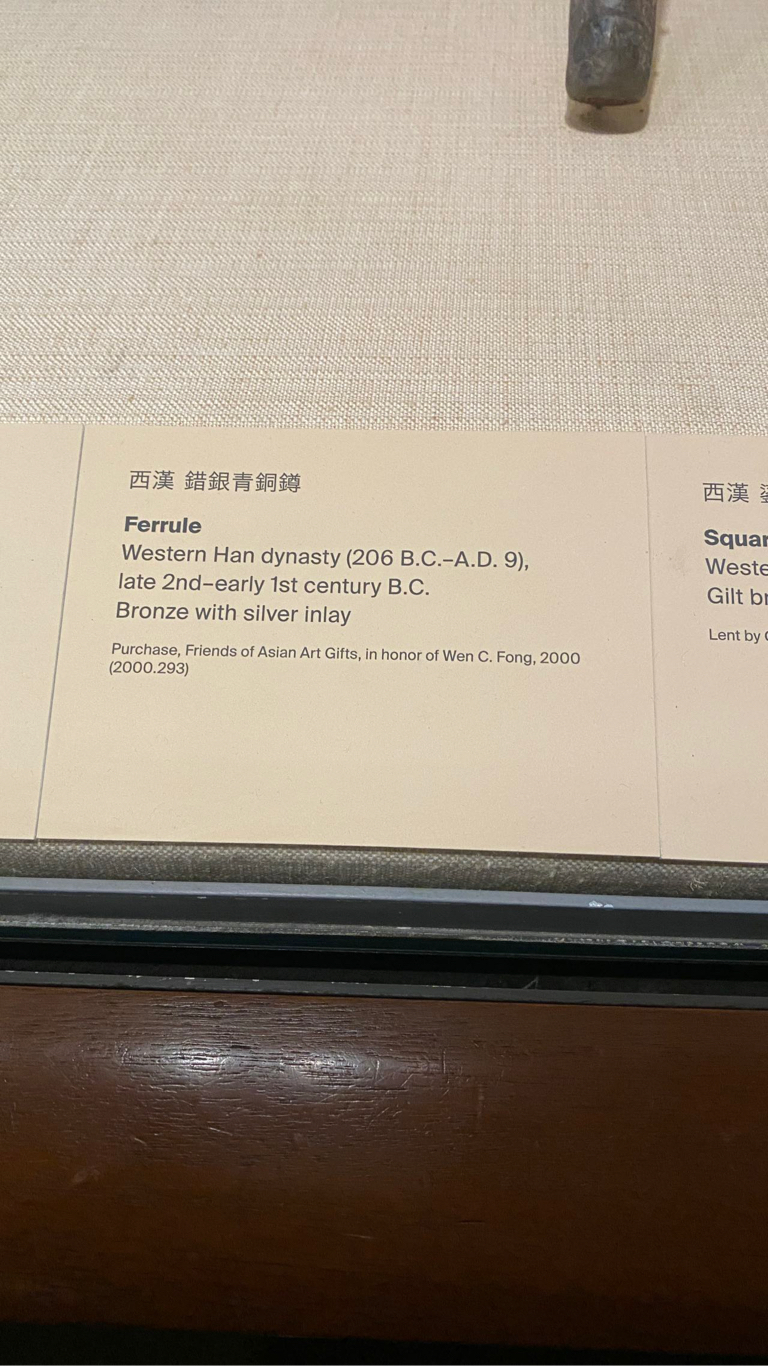 西漢 錯銀青銅鐏
Ferrule
Western Han dynasty (206 B.C.–A.D. 9),
late 2nd–early 1st century B.C.
Bronze with silver inlay
Purchase, Friends of Asian Art Gifts, in honor of Wen C. Fong, 2000
(2000.293)
西漢
Squar
Weste
Gilt br
Lent by